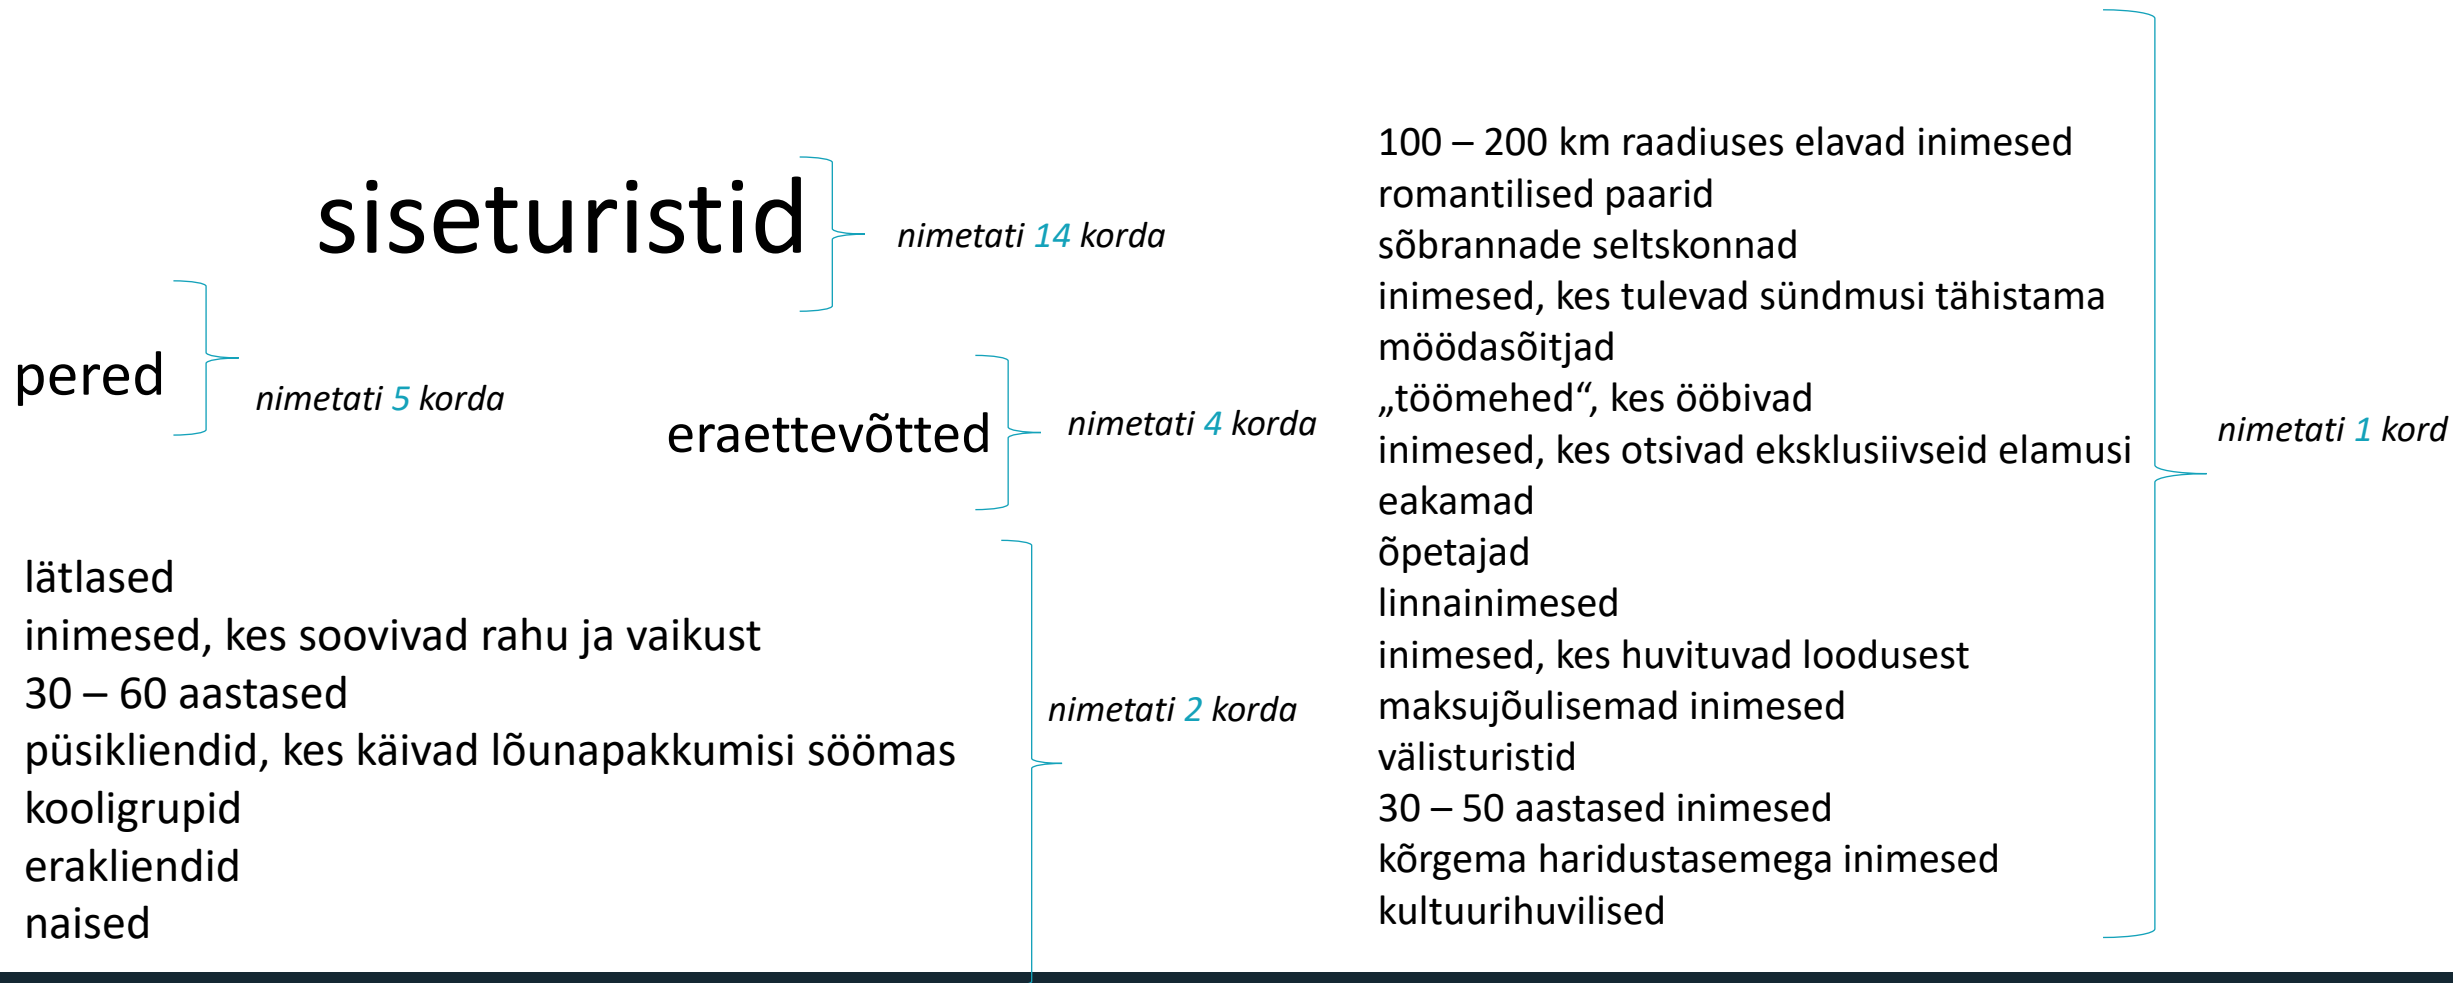 siseturistid
nimetati 14 korda
pered
nimetati 5 korda
eraettevõtted
nimetati 4 korda
lätlased
inimesed, kes soovivad rahu ja vaikust
30 – 60 aastased
püsikliendid, kes käivad lõunapakkumisi söömas
kooligrupid
erakliendid
naised
nimetati 2 korda
100 – 200 km raadiuses elavad inimesed
romantilised paarid
sõbrannade seltskonnad
inimesed, kes tulevad sündmusi tähistama
möödasõitjad
„töömehed“, kes ööbivad
inimesed, kes otsivad eksklusiivseid elamusi
eakamad
õpetajad
linnainimesed
inimesed, kes huvituvad loodusest
maksujõulisemad inimesed
välisturistid
30 – 50 aastased inimesed
kõrgema haridustasemega inimesed
kultuurihuvilised
nimetati 1 kord